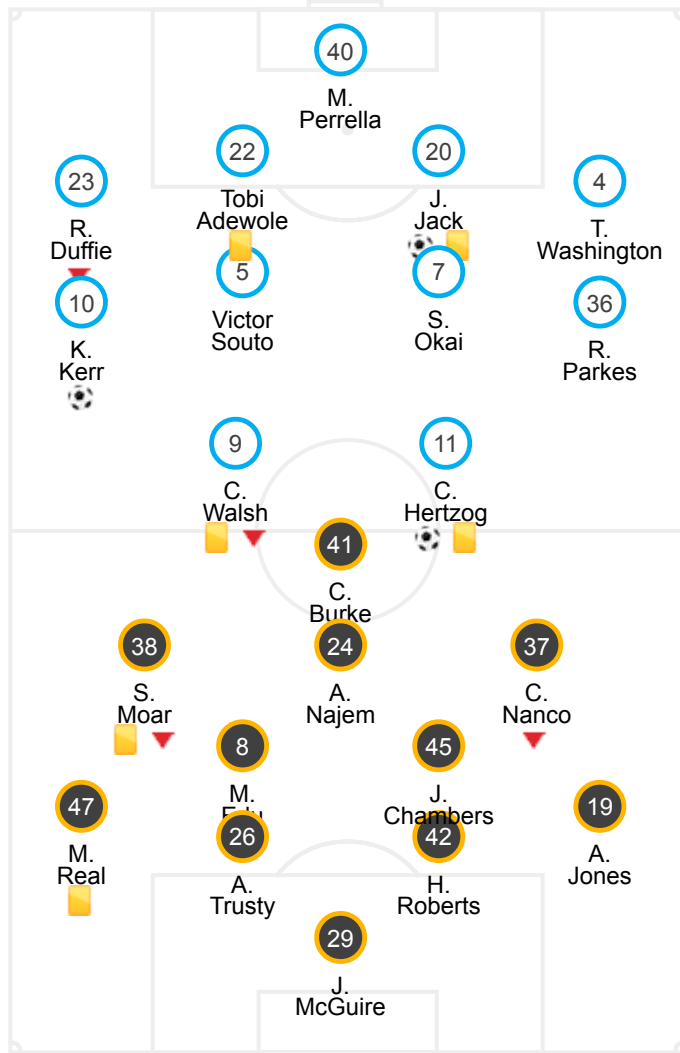 40
M.
Perrella
22
20
23
4
Tobi
Adewole
J.
Jack
R.
Duffie
T.
Washington
5
7
10
36
Victor
Souto
S.
Okai
K.
Kerr
R.
Parkes
9
11
C.
Walsh
C.
Hertzog
41
C.
Burke
38
24
37
S.
Moar
A.
Najem
C.
Nanco
8
45
M.
J.
Chambers
47
19
26
42
M.
Real
A.
Jones
A.
Trusty
H.
Roberts
29
J.
McGuire